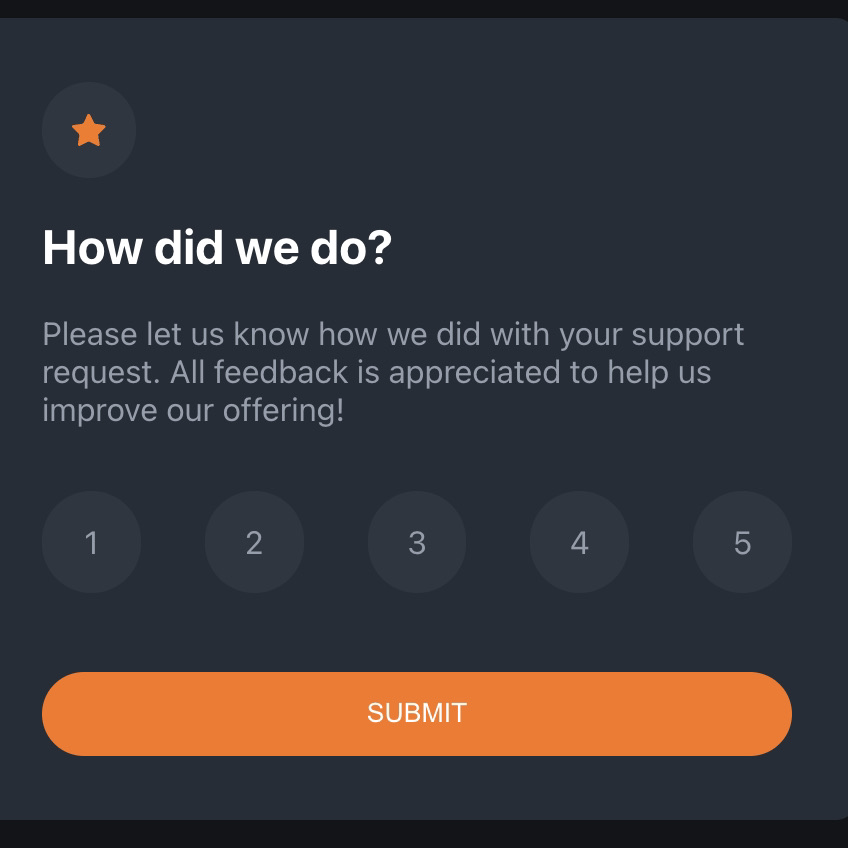 How did we do?
Please let us know how we did with your support
request. All feedback is appreciated to help us
improve our offering!
1 2 3 4 5
SUBMIT